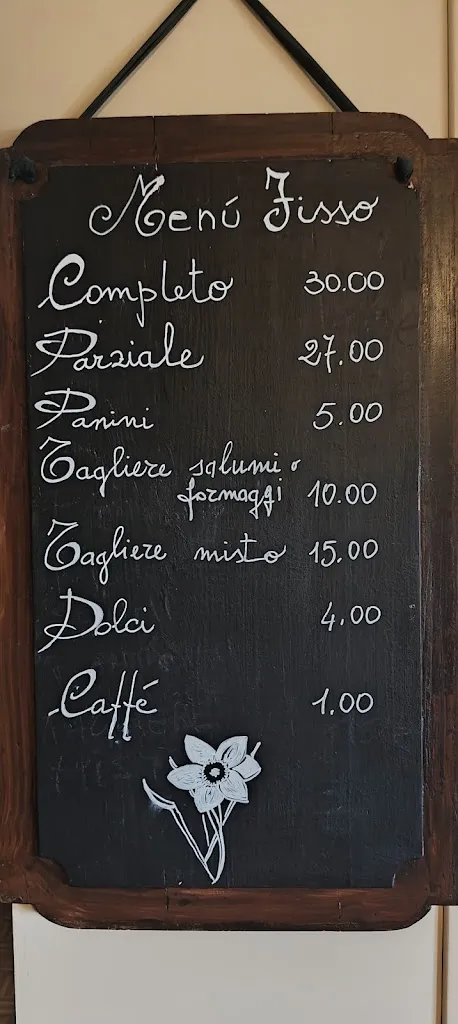 Menú Fisso
Completo 30.00
Parziale 27.00
Panini 5.00
Tagliere salumi o
formaggi 10.00
Tagliere misto 15.00
Dolci 4.00
Caffé 1.00